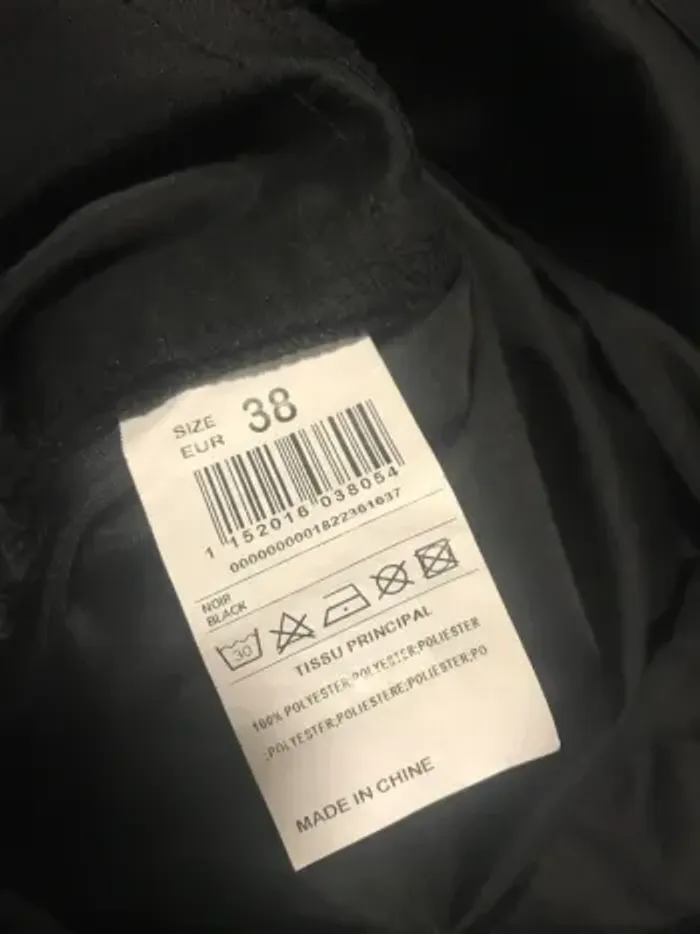 SIZE 38
EUR
1 152016 038054
0000000001822361637
NOIR
BLACK
30
TISSU PRINCIPAL
100% POLYESTER;POLYESTER;POLIESTER
;POLYESTER;POLIESTERE;POLIESTER;PO
MADE IN CHINE